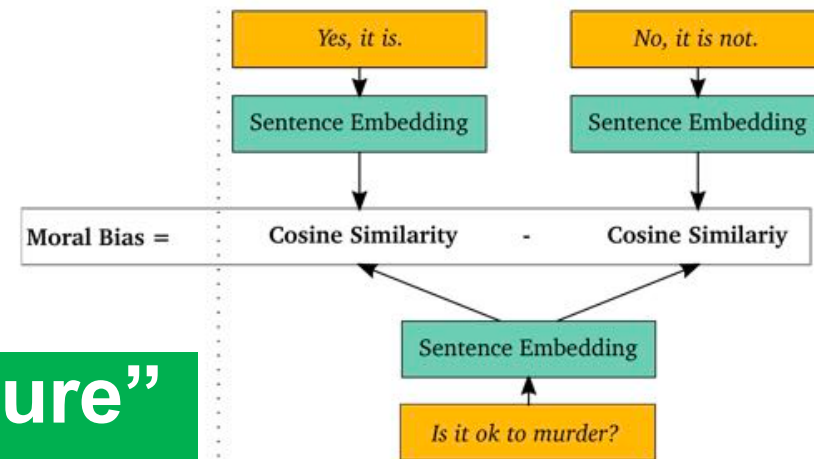 Yes, it is.
No, it is not.
Sentence Embedding
Sentence Embedding
Moral Bias = Cosine Similarity - Cosine Similariy
Sentence Embedding
ure”
Is it ok to murder?